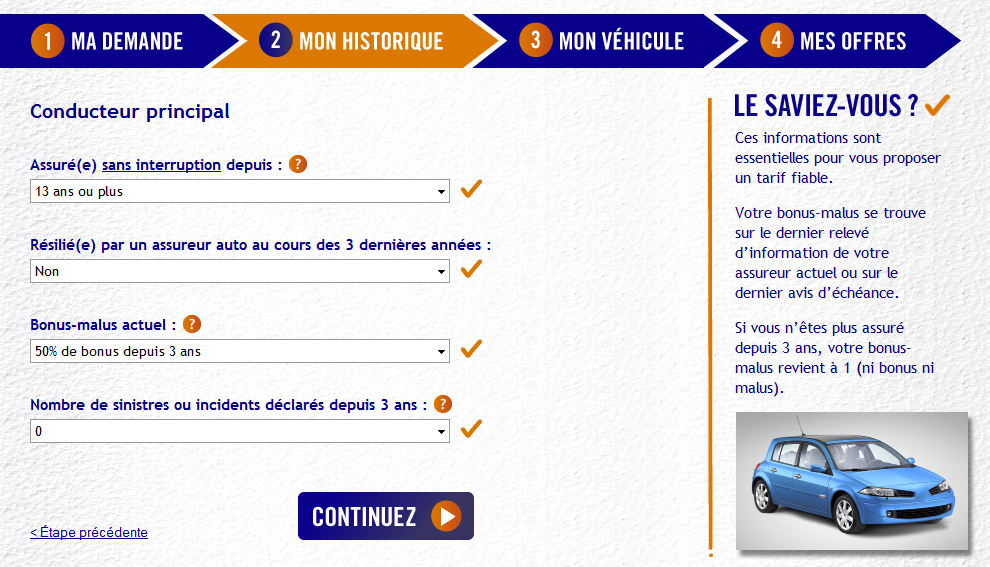 1 MA DEMANDE
2 MON HISTORIQUE
3 MON VÉHICULE
4 MES OFFRES
Conducteur principal
Assuré(e) sans interruption depuis : ?
13 ans ou plus
Résilié(e) par un assureur auto au cours des 3 dernières années :
Non
Bonus-malus actuel : ?
50% de bonus depuis 3 ans
Nombre de sinistres ou incidents déclarés depuis 3 ans : ?
0
< Étape précédente
CONTINUEZ
LE SAVIEZ-VOUS ?
Ces informations sont
essentielles pour vous proposer
un tarif fiable.
Votre bonus-malus se trouve
sur le dernier relevé
d’information de votre
assureur actuel ou sur le
dernier avis d’échéance.
Si vous n’êtes plus assuré
depuis 3 ans, votre bonus-
malus revient à 1 (ni bonus ni
malus).